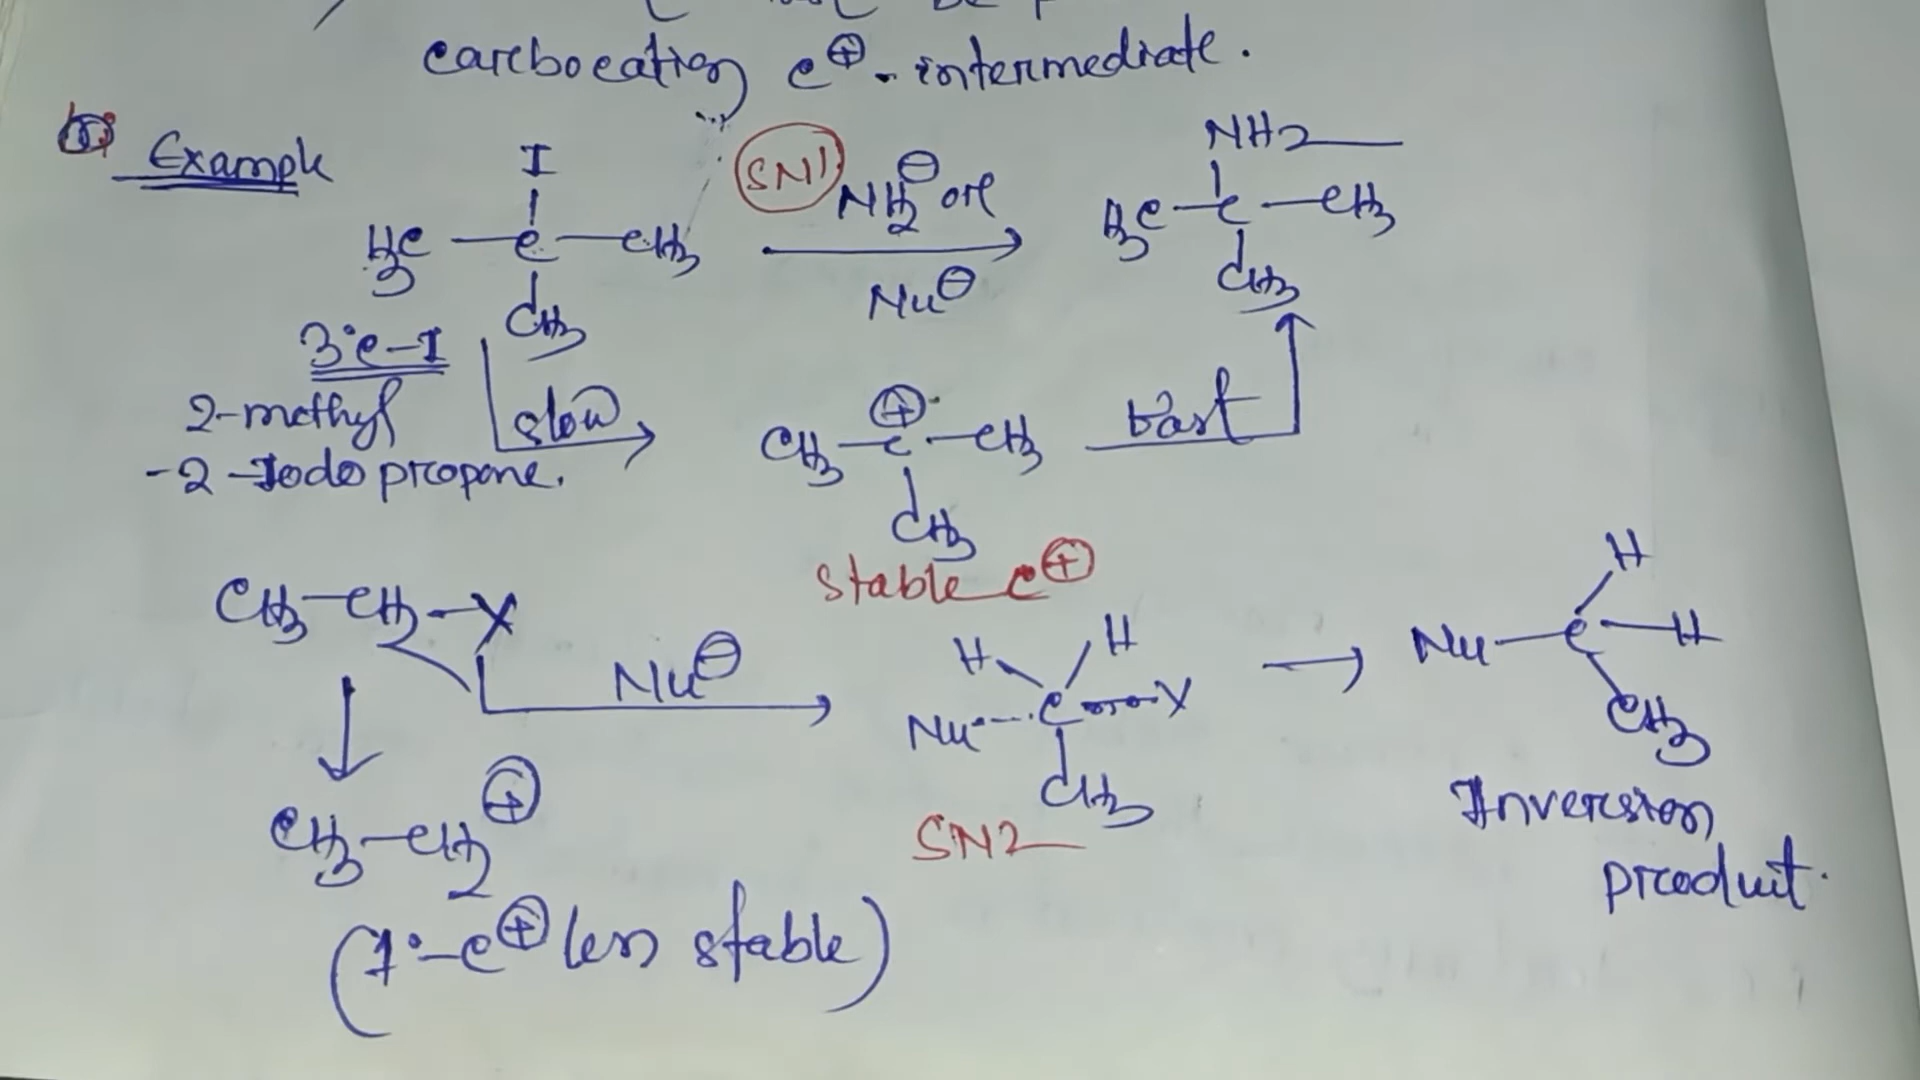 carbocation C⊕-intermediate.
Example
I
H3C — C — CH3
CH3
SN1
NH2⊖ or
Nu⊖
NH2
H3C — C — CH3
CH3
3°C–I
2-methyl
-2-Iodo propane.
slow
⊕
CH3 — C — CH3
CH3
fast
stable C⊕
CH3—CH2—X
Nu⊖
H H
Nu---C---X
CH3
SN2
H
Nu — C — H
CH3
Inversion
product.
CH3—CH2⊕
(1°–C⊕ less stable)